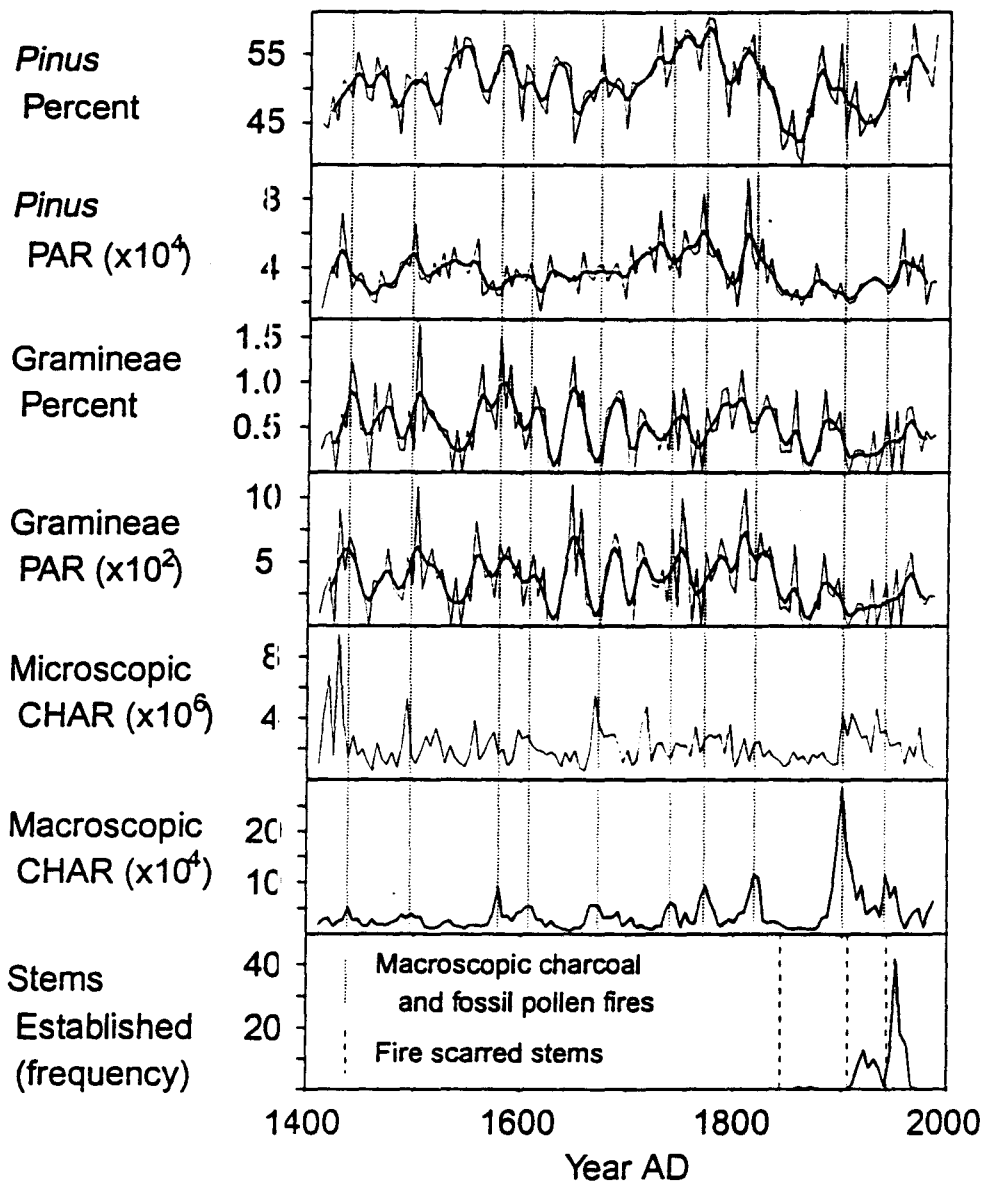 Pinus
Percent
55
45
Pinus
PAR (x10⁴)
8
4
Gramineae
Percent
1.5
1.0
0.5
Gramineae
PAR (x10²)
10
5
Microscopic
CHAR (x10⁶)
8
4
Macroscopic
CHAR (x10⁴)
20
10
Stems
Established
(frequency)
40
20
Macroscopic charcoal
and fossil pollen fires
Fire scarred stems
1400
1600
1800
2000
Year AD